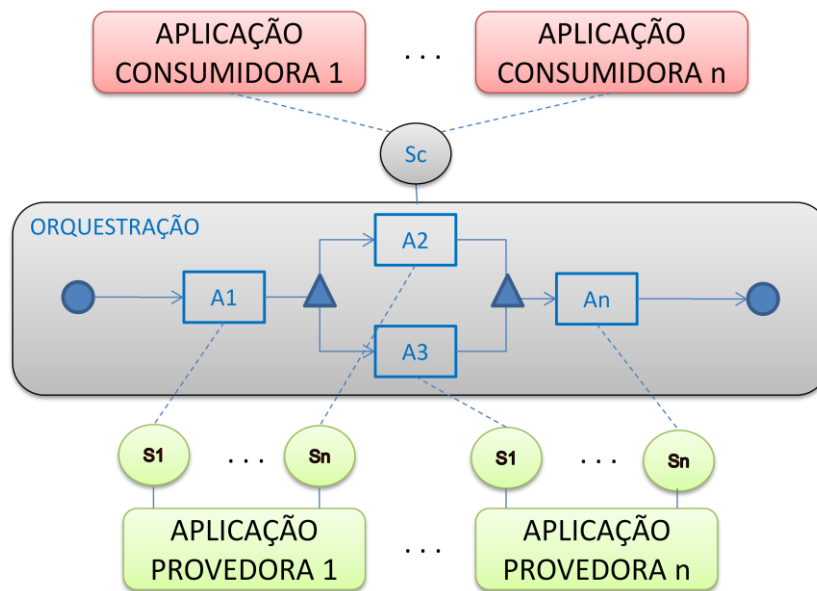 APLICAÇÃO
CONSUMIDORA 1
. . .
APLICAÇÃO
CONSUMIDORA n
Sc
ORQUESTRAÇÃO
A2
A1
An
A3
S1
. . .
Sn
S1
. . .
Sn
APLICAÇÃO
PROVEDORA 1
. . .
APLICAÇÃO
PROVEDORA n